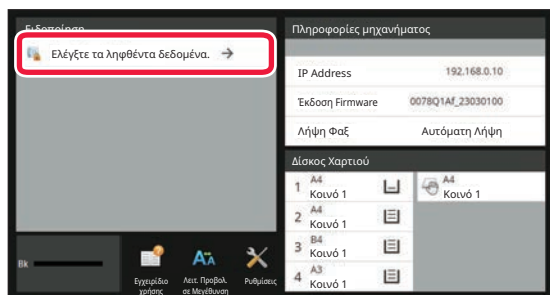 Ειδοποίηση
Ελέγξτε τα ληφθέντα δεδομένα. →
Bk
Εγχειρίδιο
χρήσης
Λειτ. Προβολ.
σε Μεγέθυνση
Ρυθμίσεις
Πληροφορίες μηχανήματος
IP Address 192.168.0.10
Έκδοση Firmware 0078Q1Af_23030100
Λήψη Φαξ Αυτόματη Λήψη
Δίσκος Χαρτιού
1 A4
Κοινό 1
A4
Κοινό 1
2 A4
Κοινό 1
3 B4
Κοινό 1
4 A3
Κοινό 1